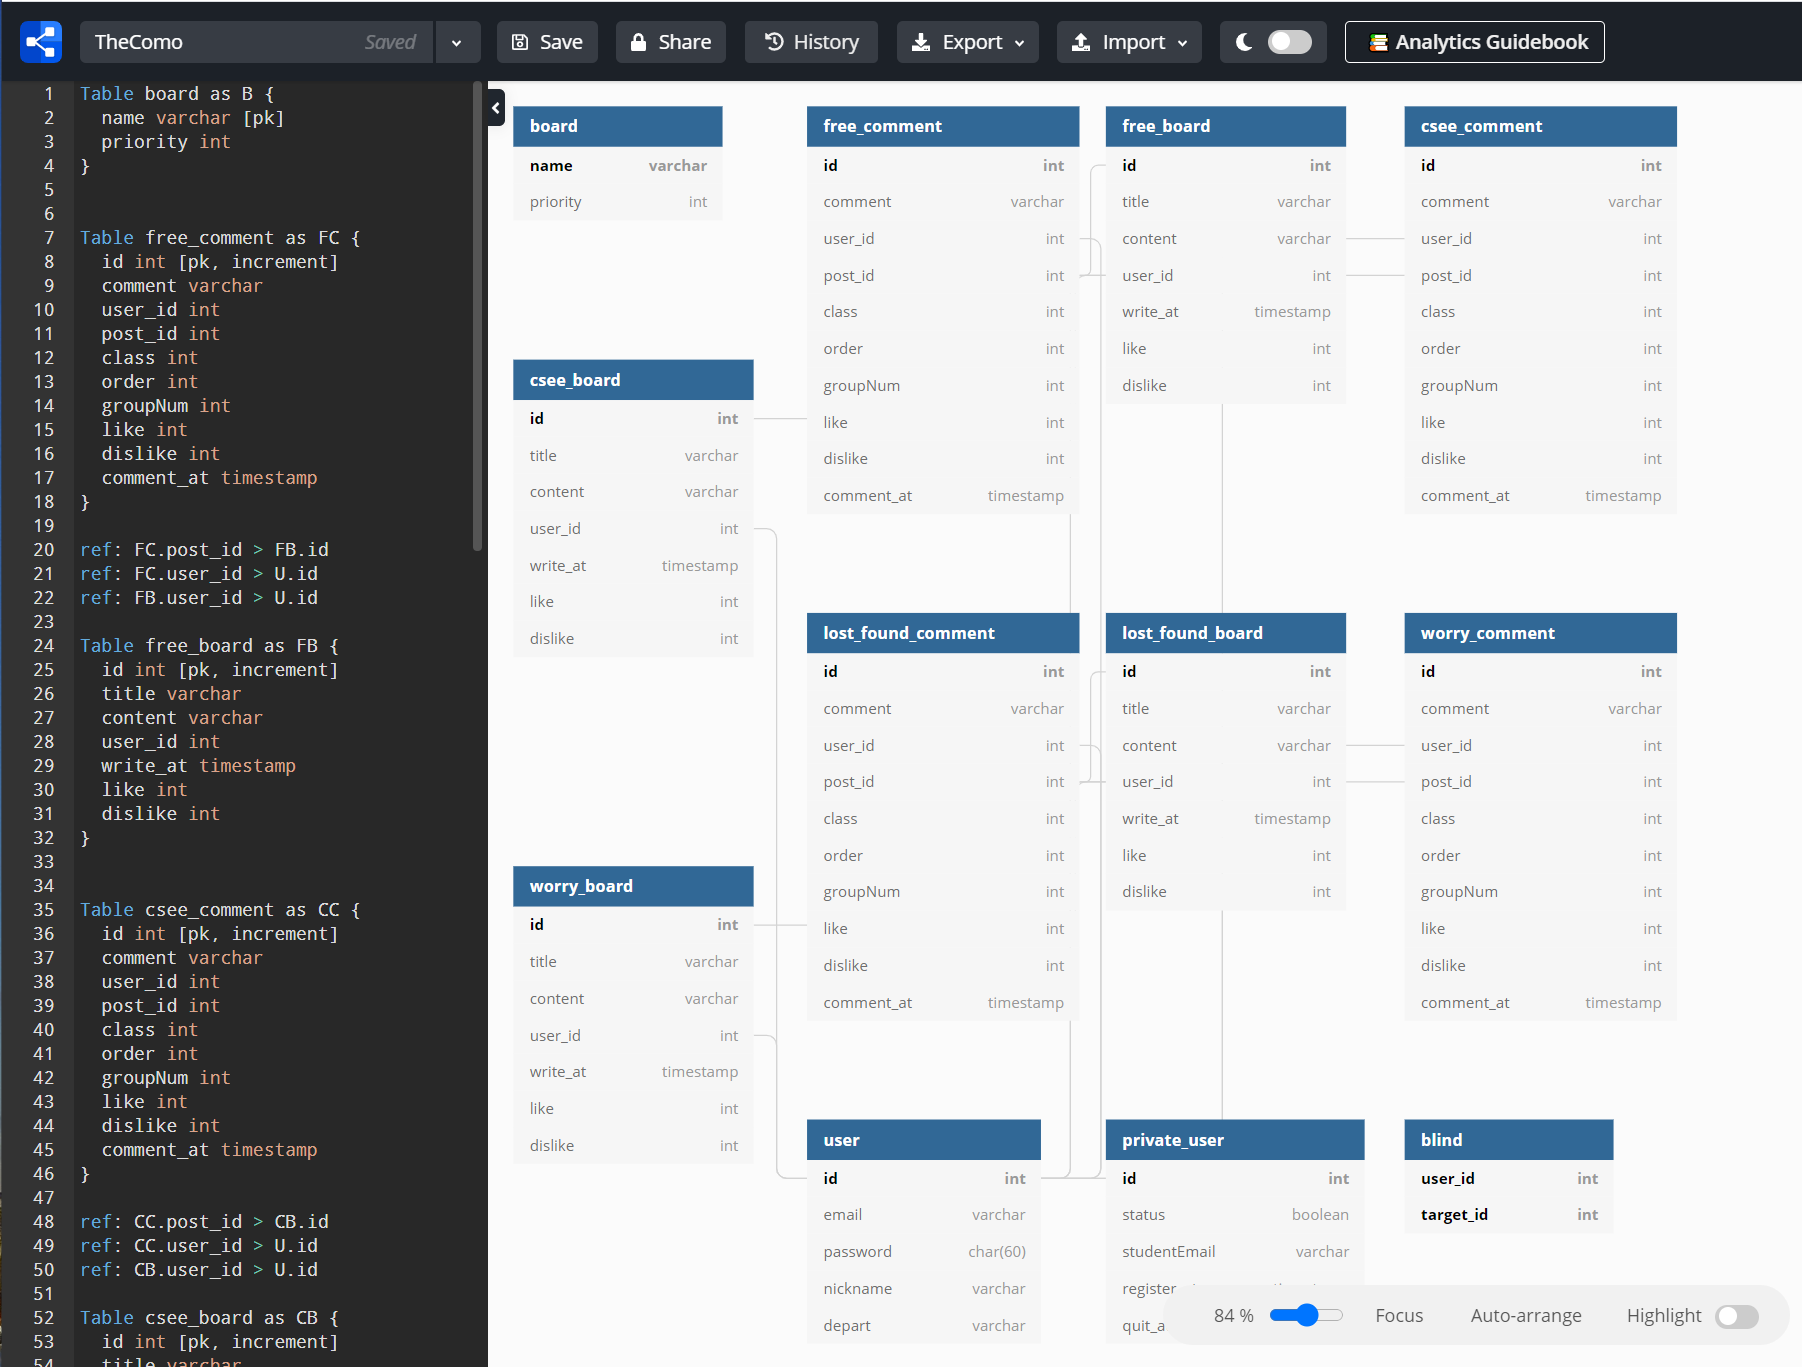 TheComo Saved
Save
Share
History
Export
Import
Analytics Guidebook
1 Table board as B {
2 name varchar [pk]
3 priority int
4 }
5
6
7 Table free_comment as FC {
8 id int [pk, increment]
9 comment varchar
10 user_id int
11 post_id int
12 class int
13 order int
14 groupNum int
15 like int
16 dislike int
17 comment_at timestamp
18 }
19
20 ref: FC.post_id > FB.id
21 ref: FC.user_id > U.id
22 ref: FB.user_id > U.id
23
24 Table free_board as FB {
25 id int [pk, increment]
26 title varchar
27 content varchar
28 user_id int
29 write_at timestamp
30 like int
31 dislike int
32 }
33
34
35 Table csee_comment as CC {
36 id int [pk, increment]
37 comment varchar
38 user_id int
39 post_id int
40 class int
41 order int
42 groupNum int
43 like int
44 dislike int
45 comment_at timestamp
46 }
47
48 ref: CC.post_id > CB.id
49 ref: CC.user_id > U.id
50 ref: CB.user_id > U.id
51
52 Table csee_board as CB {
53 id int [pk, increment]
54 title varchar
board
name varchar
priority int
free_comment
id int
comment varchar
user_id int
post_id int
class int
order int
groupNum int
like int
dislike int
comment_at timestamp
free_board
id int
title varchar
content varchar
user_id int
write_at timestamp
like int
dislike int
csee_comment
id int
comment varchar
user_id int
post_id int
class int
order int
groupNum int
like int
dislike int
comment_at timestamp
csee_board
id int
title varchar
content varchar
user_id int
write_at timestamp
like int
dislike int
lost_found_comment
id int
comment varchar
user_id int
post_id int
class int
order int
groupNum int
like int
dislike int
comment_at timestamp
lost_found_board
id int
title varchar
content varchar
user_id int
write_at timestamp
like int
dislike int
worry_comment
id int
comment varchar
user_id int
post_id int
class int
order int
groupNum int
like int
dislike int
comment_at timestamp
worry_board
id int
title varchar
content varchar
user_id int
write_at timestamp
like int
dislike int
user
id int
email varchar
password char(60)
nickname varchar
depart varchar
private_user
id int
status boolean
studentEmail varchar
register
quit_a
blind
user_id int
target_id int
84 %
Focus
Auto-arrange
Highlight